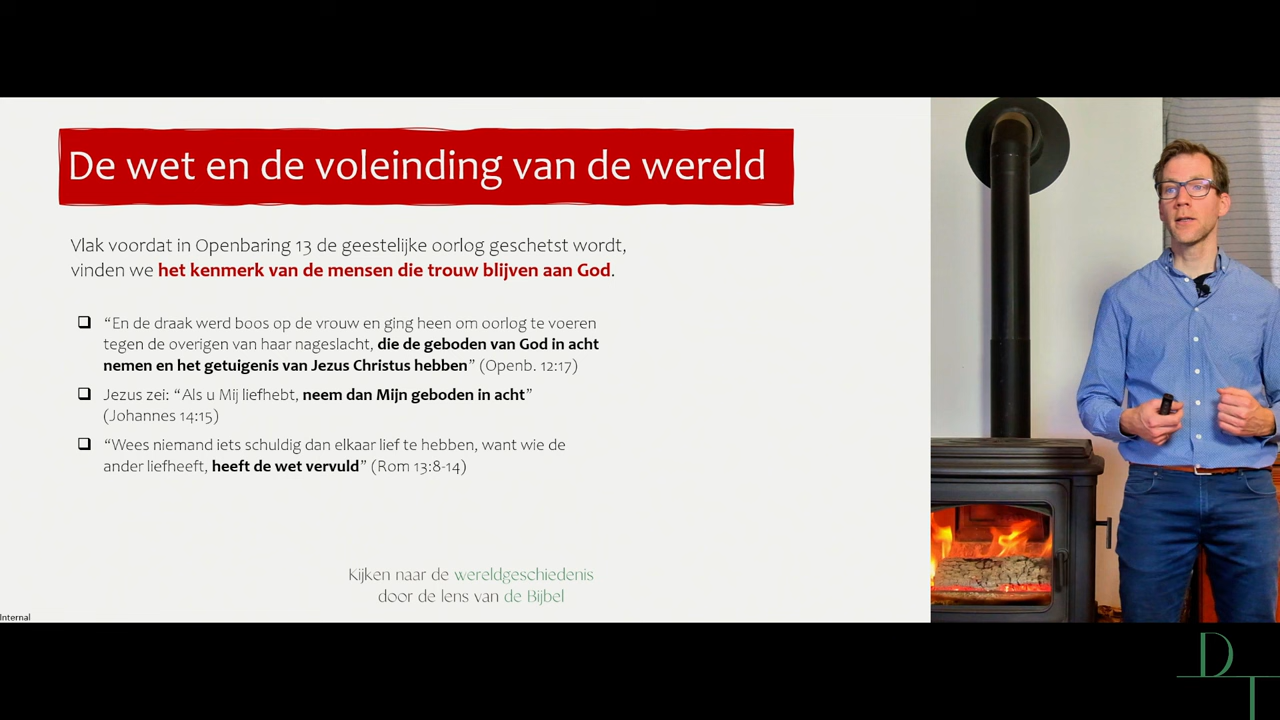 De wet en de voleinding van de wereld
Vlak voordat in Openbaring 13 de geestelijke oorlog geschetst wordt,
vinden we het kenmerk van de mensen die trouw blijven aan God.
“En de draak werd boos op de vrouw en ging heen om oorlog te voeren
tegen de overigen van haar nageslacht, die de geboden van God in acht
nemen en het getuigenis van Jezus Christus hebben” (Openb. 12:17)
Jezus zei: “Als u Mij liefhebt, neem dan Mijn geboden in acht”
(Johannes 14:15)
“Wees niemand iets schuldig dan elkaar lief te hebben, want wie de
ander liefheeft, heeft de wet vervuld” (Rom 13:8-14)
Kijken naar de wereldgeschiedenis
door de lens van de Bijbel
Internal
DT